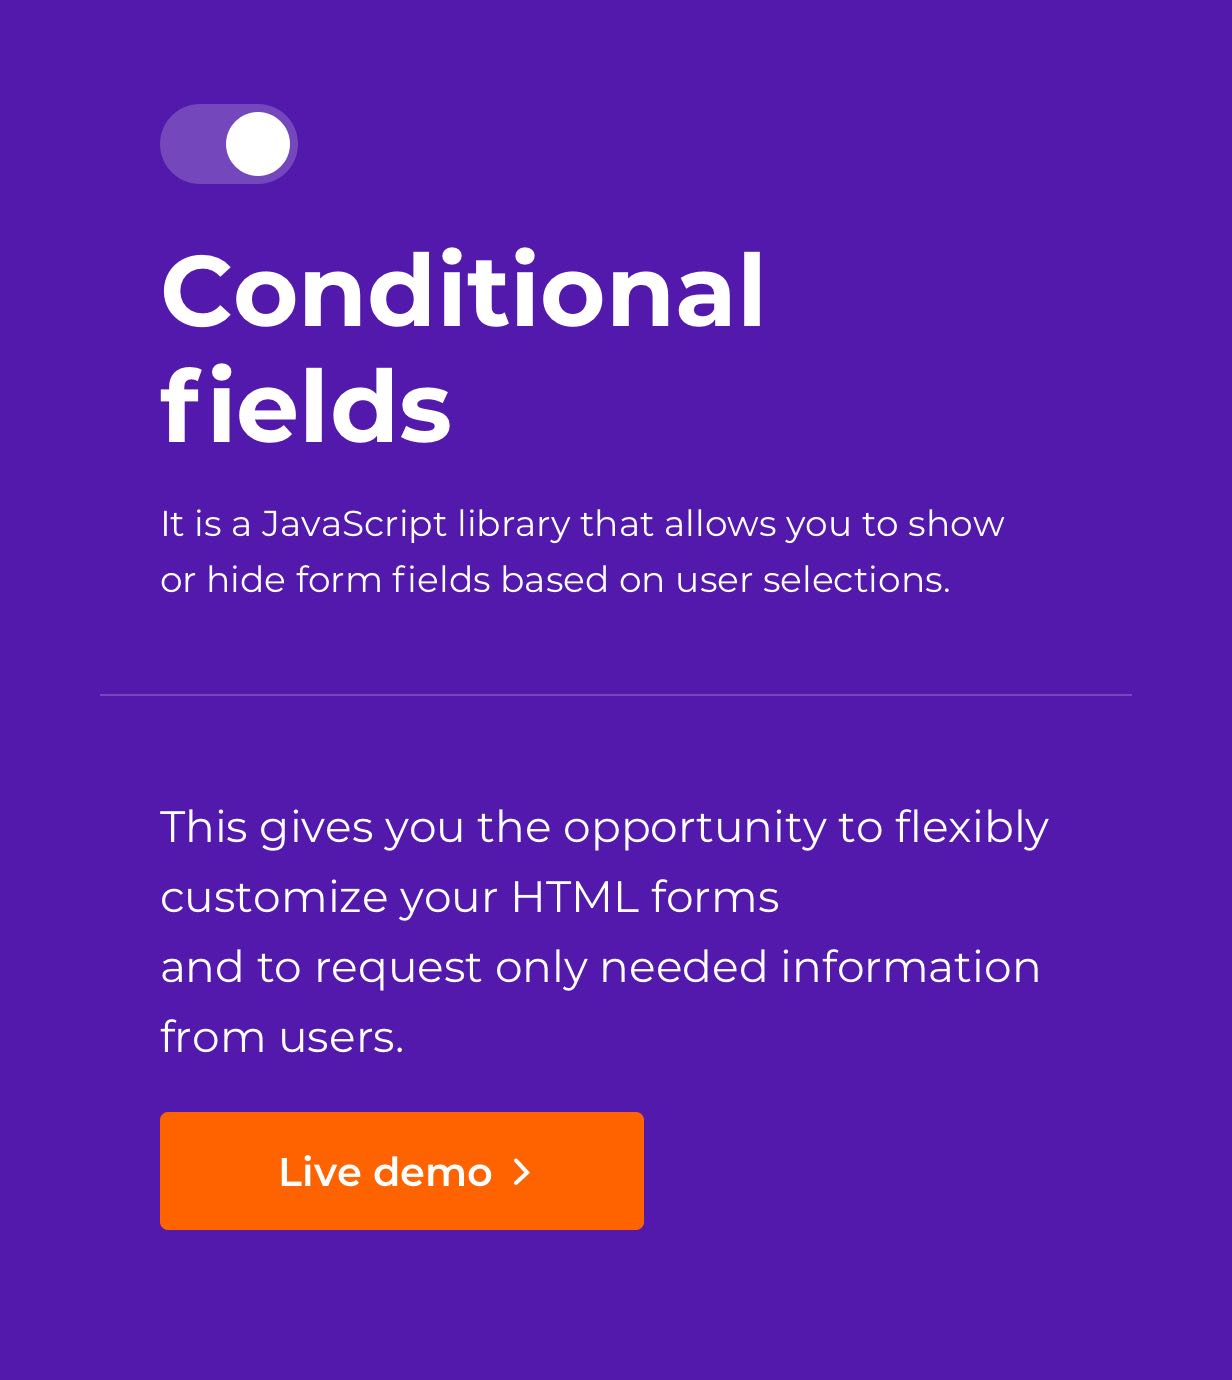 Conditional
fields
It is a JavaScript library that allows you to show
or hide form fields based on user selections.
This gives you the opportunity to flexibly
customize your HTML forms
and to request only needed information
from users.
Live demo